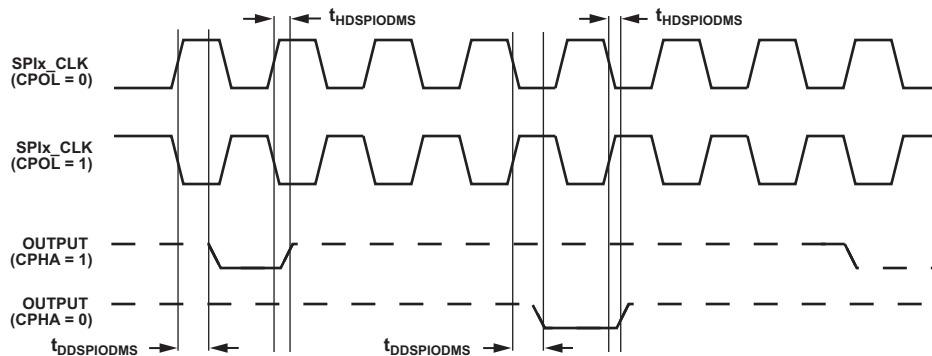 tHDSPIODMS tHDSPIODMS
SPIx_CLK
(CPOL = 0)
SPIx_CLK
(CPOL = 1)
OUTPUT
(CPHA = 1)
OUTPUT
(CPHA = 0)
tDDSPIODMS tDDSPIODMS